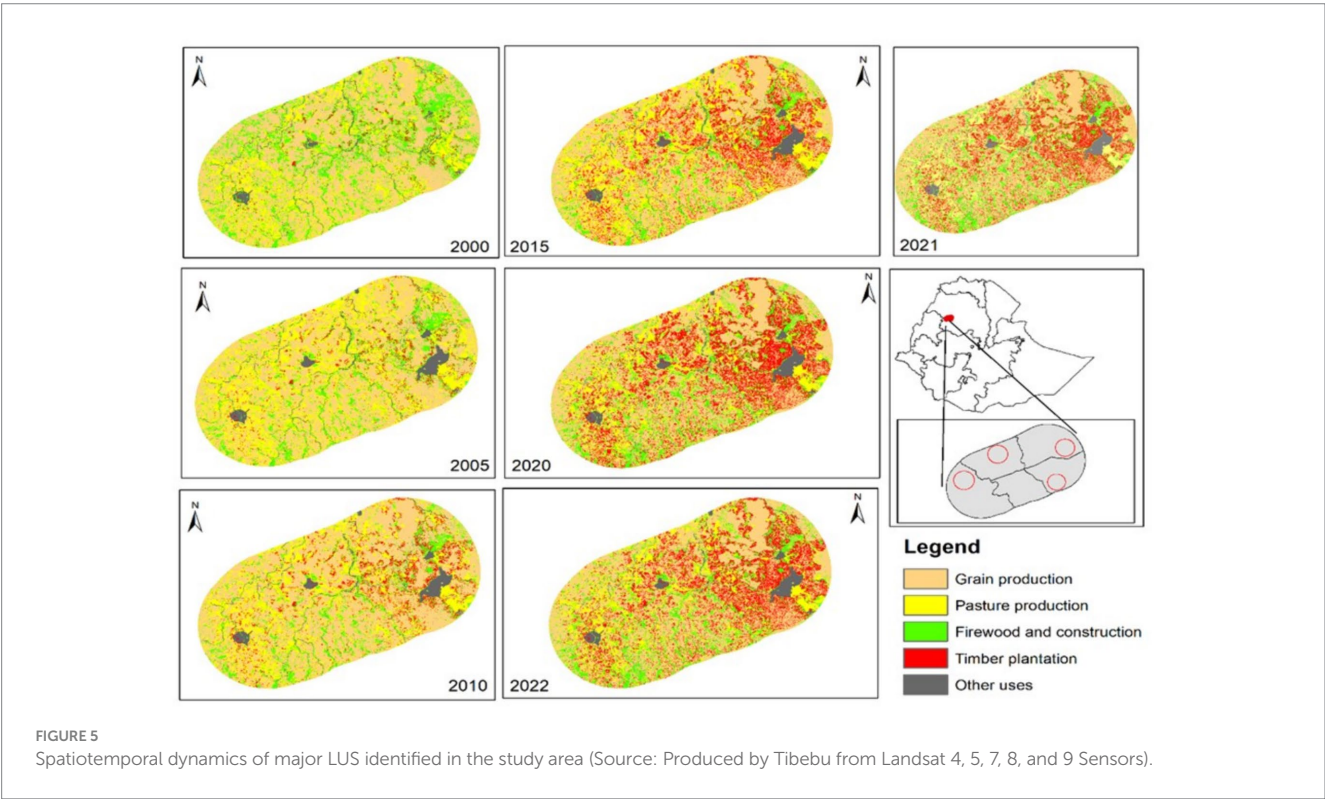 N
2000
N
2015
2021
N
2005
N
2020
N
2010
N
2022
Legend
Grain production
Pasture production
Firewood and construction
Timber plantation
Other uses
FIGURE 5
Spatiotemporal dynamics of major LUS identified in the study area (Source: Produced by Tibebu from Landsat 4, 5, 7, 8, and 9 Sensors).